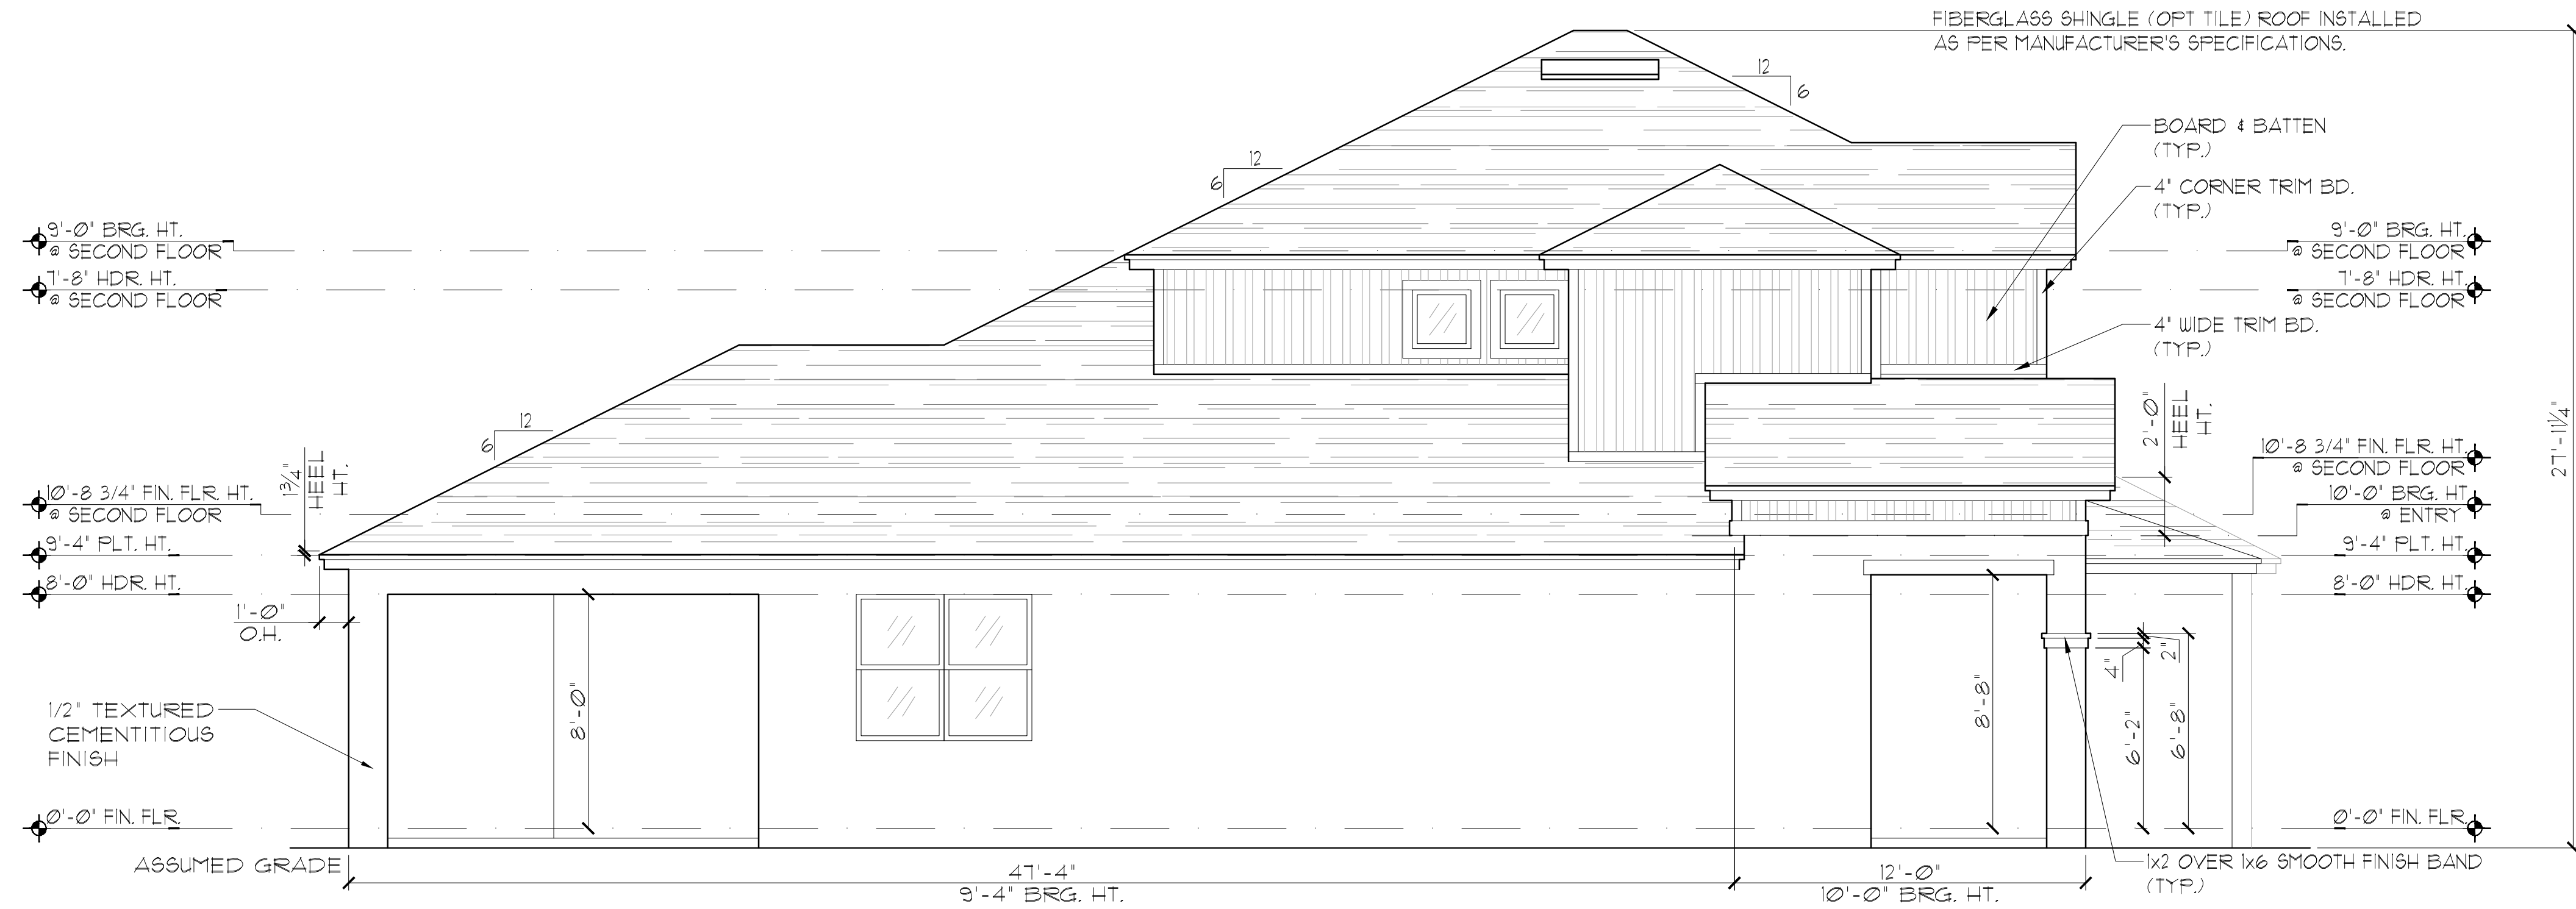 FIBERGLASS SHINGLE (OPT TILE) ROOF INSTALLED
AS PER MANUFACTURER'S SPECIFICATIONS.
12
6
BOARD & BATTEN
(TYP.)
12
6
4" CORNER TRIM BD.
(TYP.)
9'-0" BRG. HT.
@ SECOND FLOOR
7'-8" HDR. HT.
@ SECOND FLOOR
9'-0" BRG. HT.
@ SECOND FLOOR
7'-8" HDR. HT.
@ SECOND FLOOR
4" WIDE TRIM BD.
(TYP.)
12
6
1 3/4"
HEEL
HT.
2'-0"
HEEL
HT.
27'-11 1/4"
10'-8 3/4" FIN. FLR. HT.
@ SECOND FLOOR
9'-4" PLT. HT.
8'-0" HDR. HT.
10'-8 3/4" FIN. FLR. HT.
@ SECOND FLOOR
10'-0" BRG. HT.
@ ENTRY
9'-4" PLT. HT.
8'-0" HDR. HT.
1'-0"
O.H.
1/2" TEXTURED
CEMENTITIOUS
FINISH
8'-0"
8'-8"
4"
2"
6'-2"
6'-8"
0'-0" FIN. FLR.
0'-0" FIN. FLR.
ASSUMED GRADE
47'-4"
9'-4" BRG. HT.
12'-0"
10'-0" BRG. HT.
1x2 OVER 1x6 SMOOTH FINISH BAND
(TYP.)